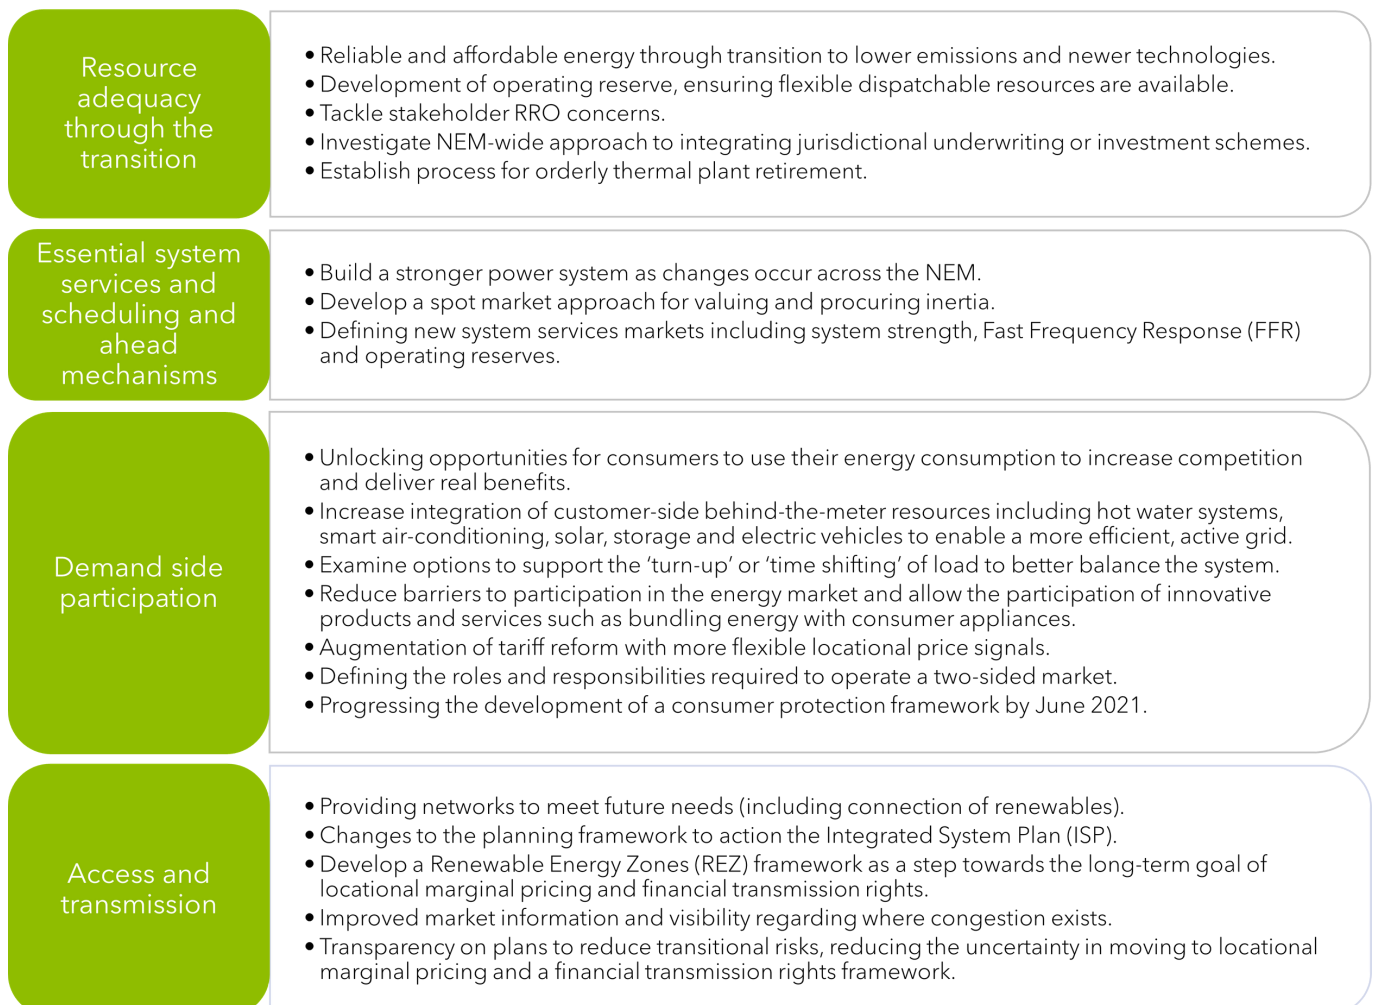 Resource
adequacy
through the
transition
• Reliable and affordable energy through transition to lower emissions and newer technologies.
• Development of operating reserve, ensuring flexible dispatchable resources are available.
• Tackle stakeholder RRO concerns.
• Investigate NEM-wide approach to integrating jurisdictional underwriting or investment schemes.
• Establish process for orderly thermal plant retirement.
Essential system
services and
scheduling and
ahead
mechanisms
• Build a stronger power system as changes occur across the NEM.
• Develop a spot market approach for valuing and procuring inertia.
• Defining new system services markets including system strength, Fast Frequency Response (FFR)
and operating reserves.
Demand side
participation
• Unlocking opportunities for consumers to use their energy consumption to increase competition
and deliver real benefits.
• Increase integration of customer-side behind-the-meter resources including hot water systems,
smart air-conditioning, solar, storage and electric vehicles to enable a more efficient, active grid.
• Examine options to support the ‘turn-up’ or ‘time shifting’ of load to better balance the system.
• Reduce barriers to participation in the energy market and allow the participation of innovative
products and services such as bundling energy with consumer appliances.
• Augmentation of tariff reform with more flexible locational price signals.
• Defining the roles and responsibilities required to operate a two-sided market.
• Progressing the development of a consumer protection framework by June 2021.
Access and
transmission
• Providing networks to meet future needs (including connection of renewables).
• Changes to the planning framework to action the Integrated System Plan (ISP).
• Develop a Renewable Energy Zones (REZ) framework as a step towards the long-term goal of
locational marginal pricing and financial transmission rights.
• Improved market information and visibility regarding where congestion exists.
• Transparency on plans to reduce transitional risks, reducing the uncertainty in moving to locational
marginal pricing and a financial transmission rights framework.